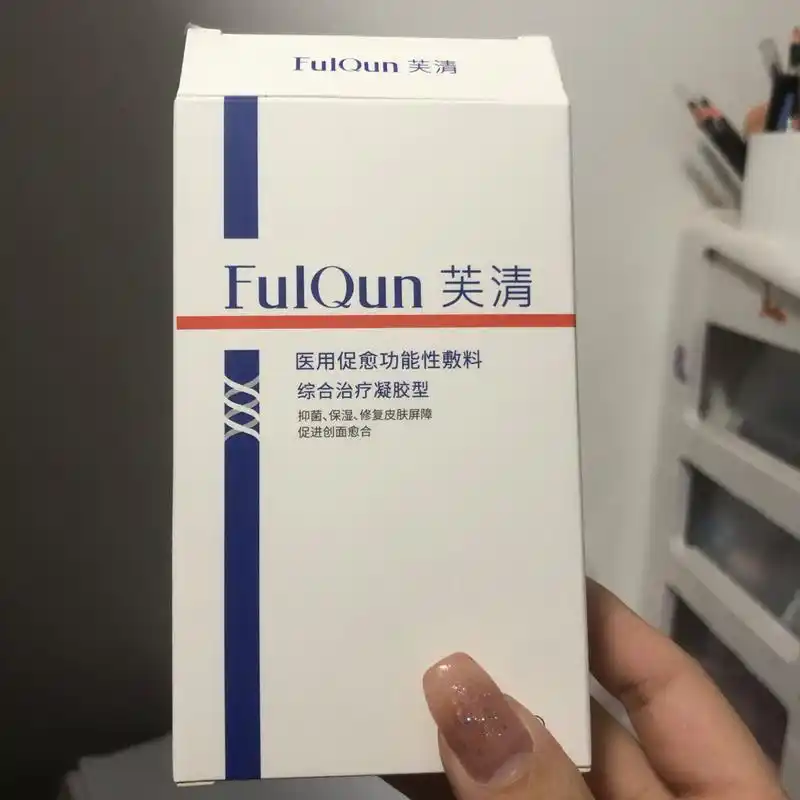 FulQun 芙清
FulQun 芙清
医用促愈功能性敷料
综合治疗凝胶型
抑菌、保湿、修复皮肤屏障
促进创面愈合